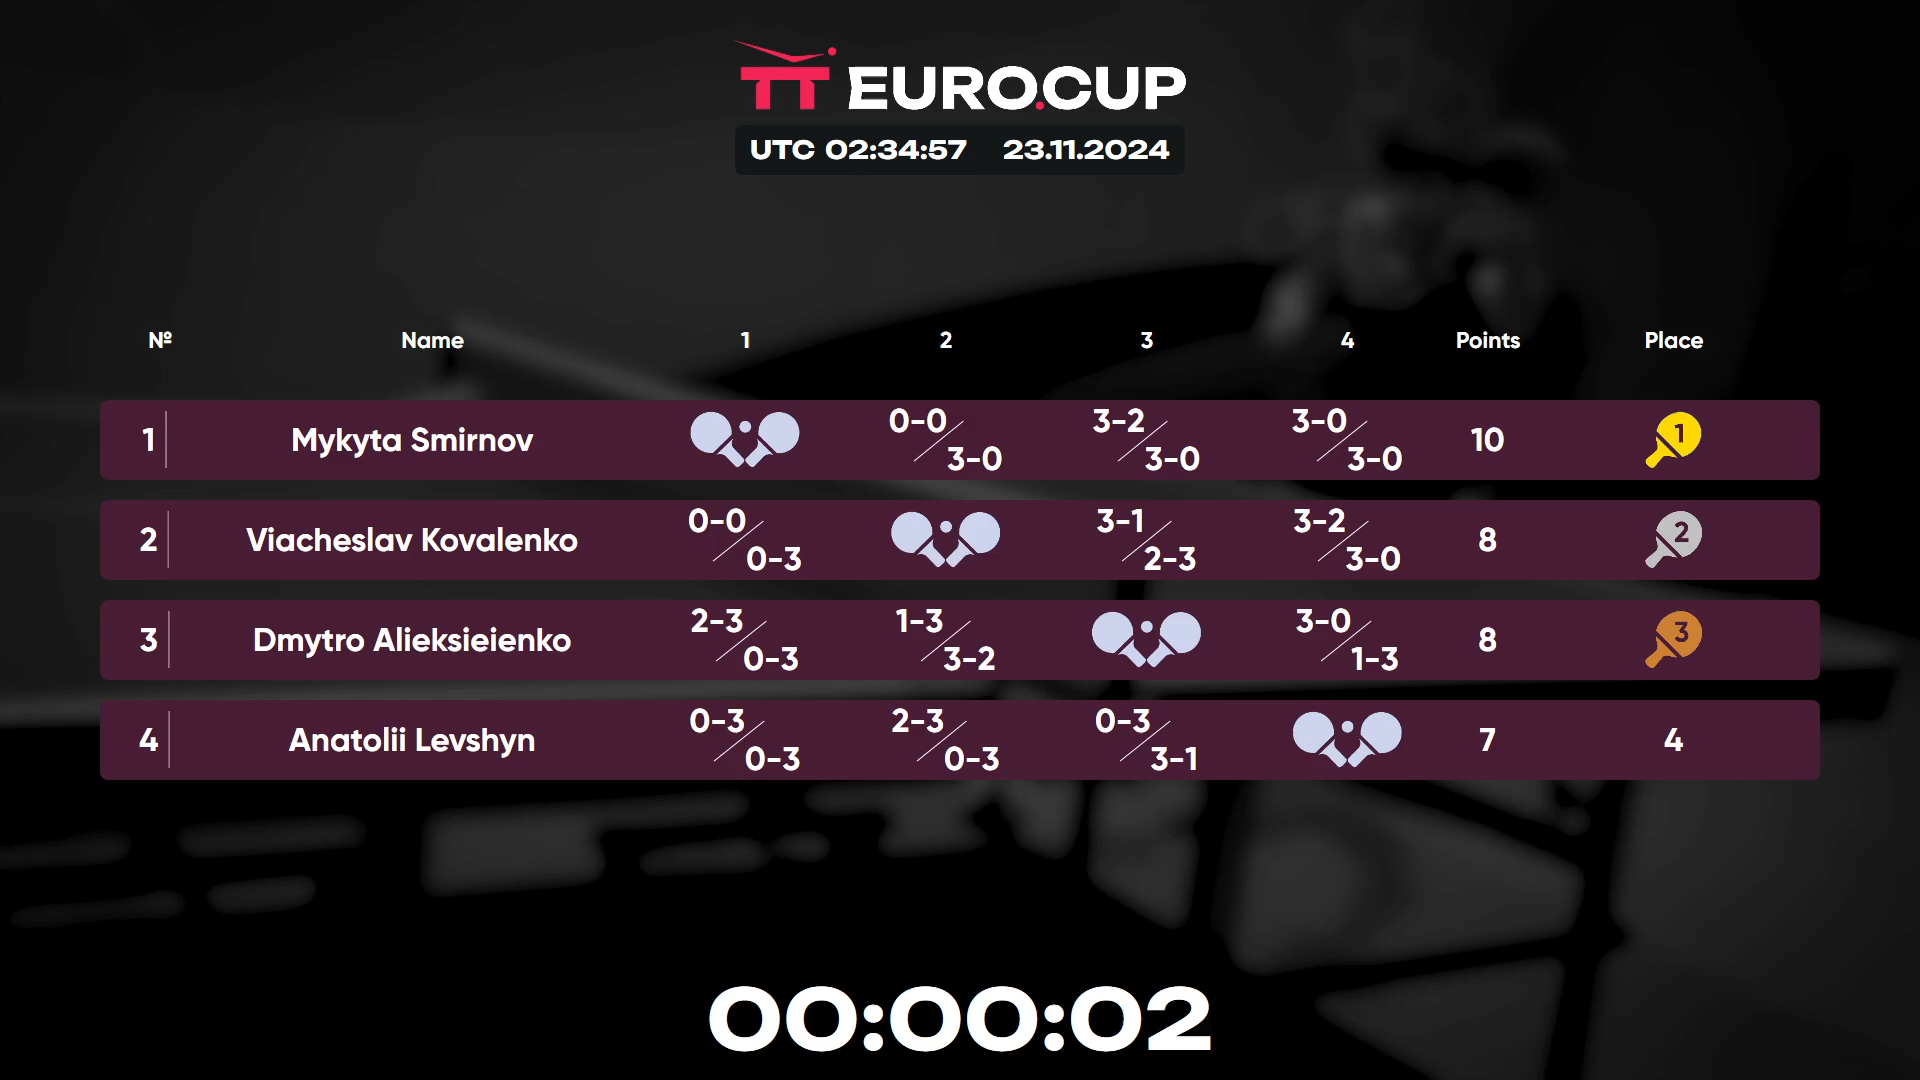 TT EURO.CUP
UTC 02:34:57 23.11.2024
№ Name 1 2 3 4 Points Place
1 Mykyta Smirnov 0-0/3-0 3-2/3-0 3-0/3-0 10 1
2 Viacheslav Kovalenko 0-0/0-3 3-1/2-3 3-2/3-0 8 2
3 Dmytro Alieksieienko 2-3/0-3 1-3/3-2 3-0/1-3 8 3
4 Anatolii Levshyn 0-3/0-3 2-3/0-3 0-3/3-1 7 4
00:00:02